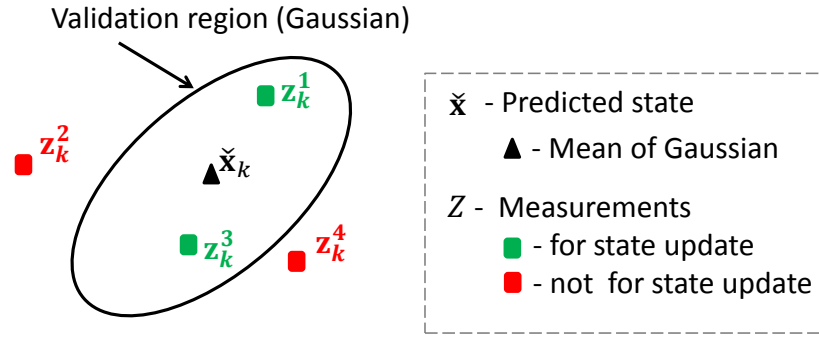 Validation region (Gaussian)
z_k^1
z_k^2
x̌_k
z_k^3
z_k^4
x̌ - Predicted state
- Mean of Gaussian
Z - Measurements
- for state update
- not for state update